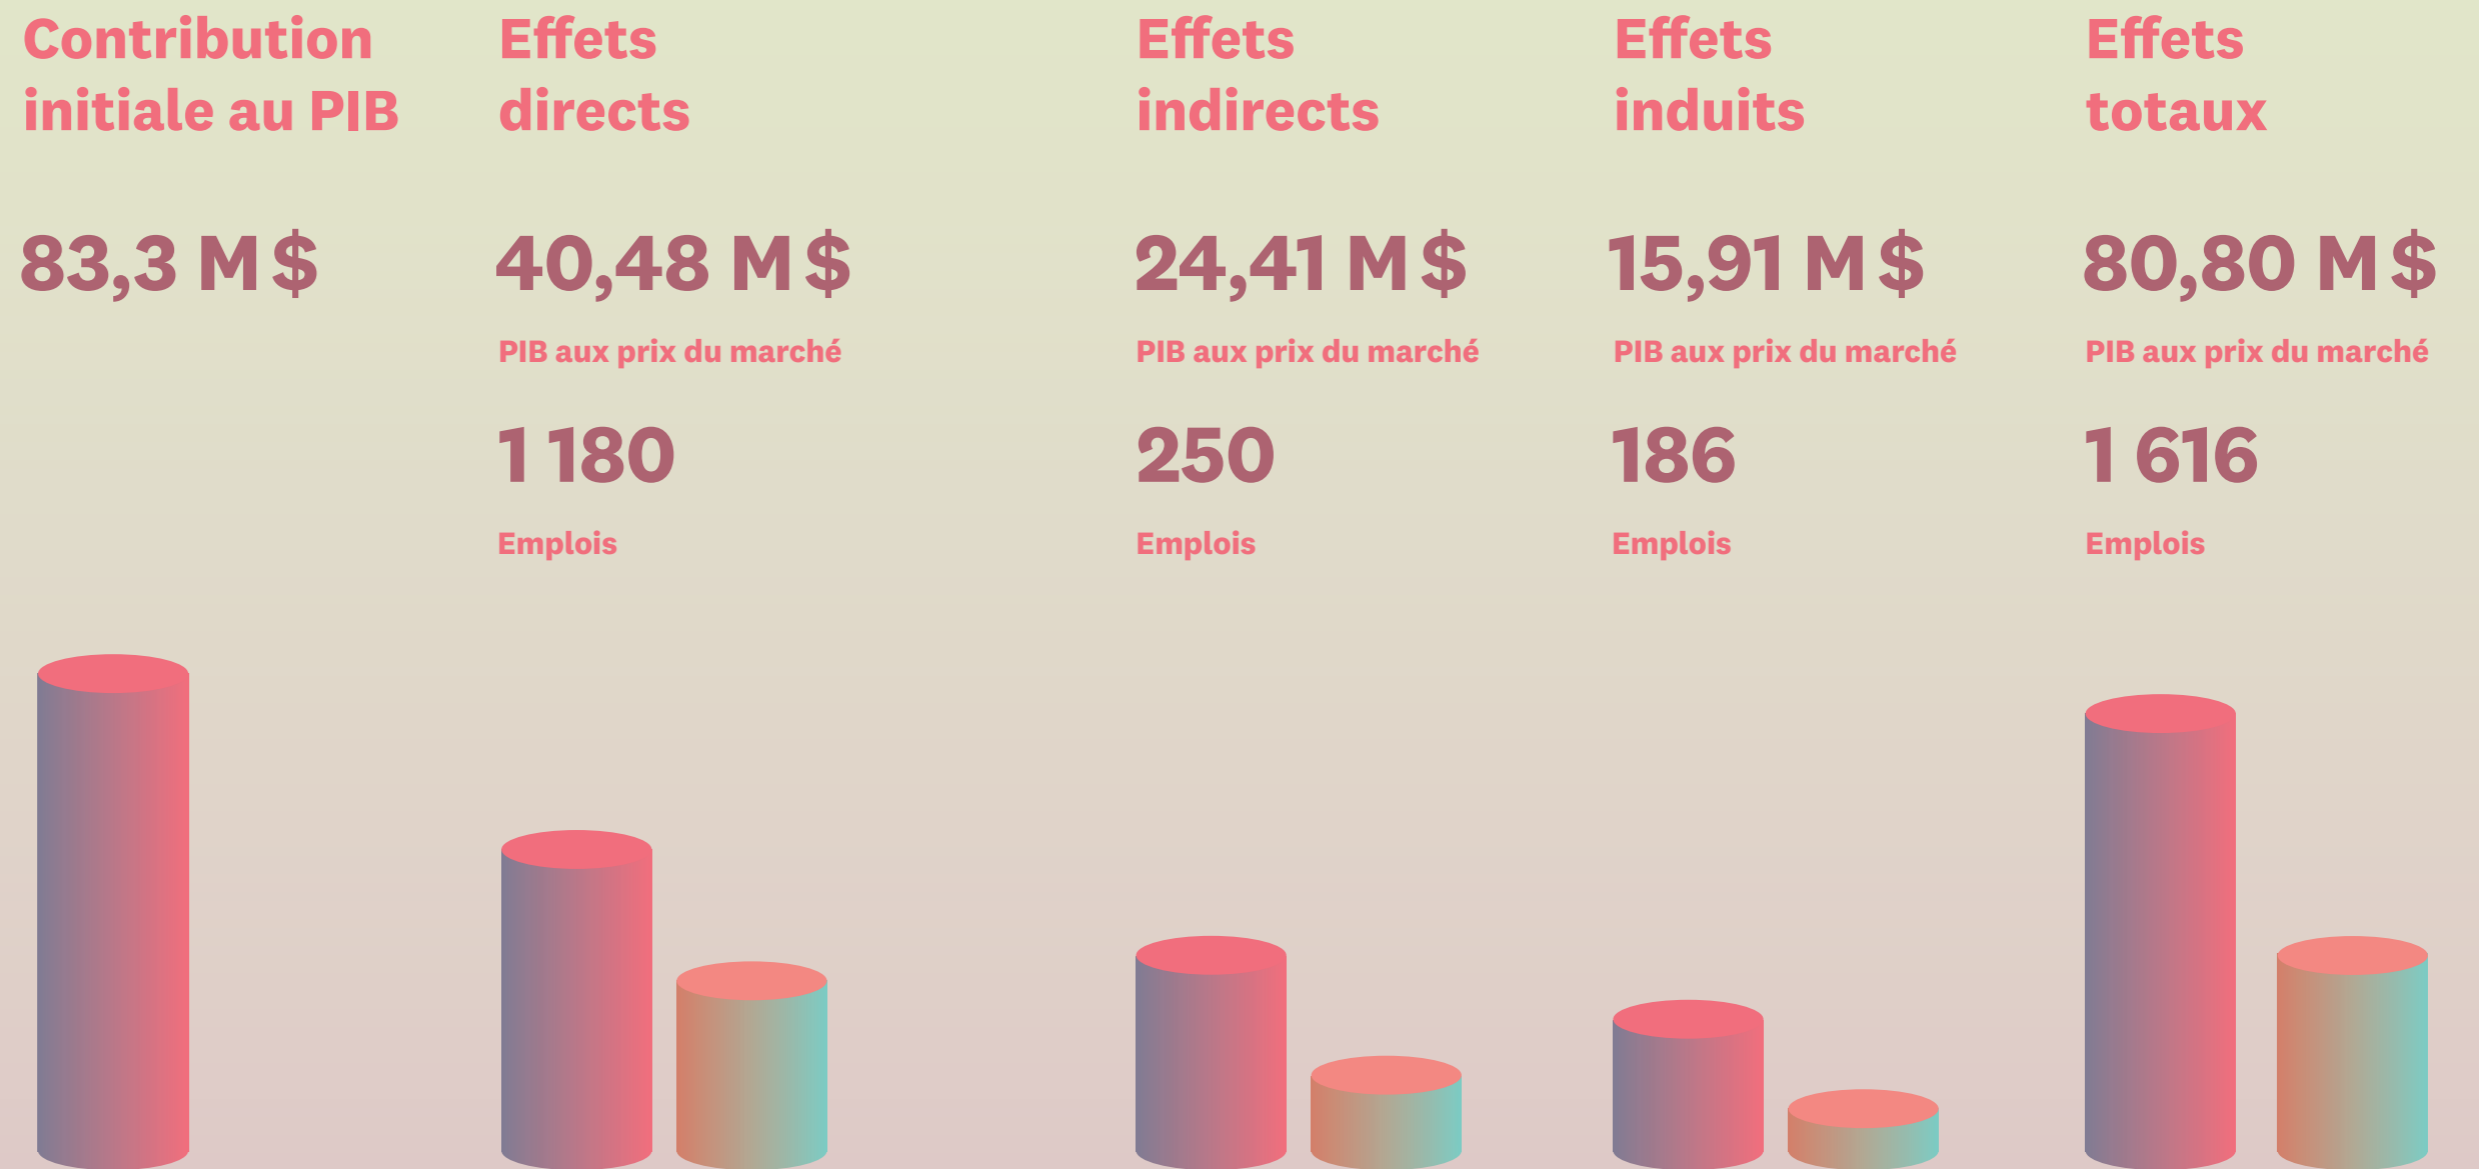 Contribution
initiale au PIB
83,3 M $
Effets
directs
40,48 M $
PIB aux prix du marché
1 180
Emplois
Effets
indirects
24,41 M $
PIB aux prix du marché
250
Emplois
Effets
induits
15,91 M $
PIB aux prix du marché
186
Emplois
Effets
totaux
80,80 M $
PIB aux prix du marché
1 616
Emplois